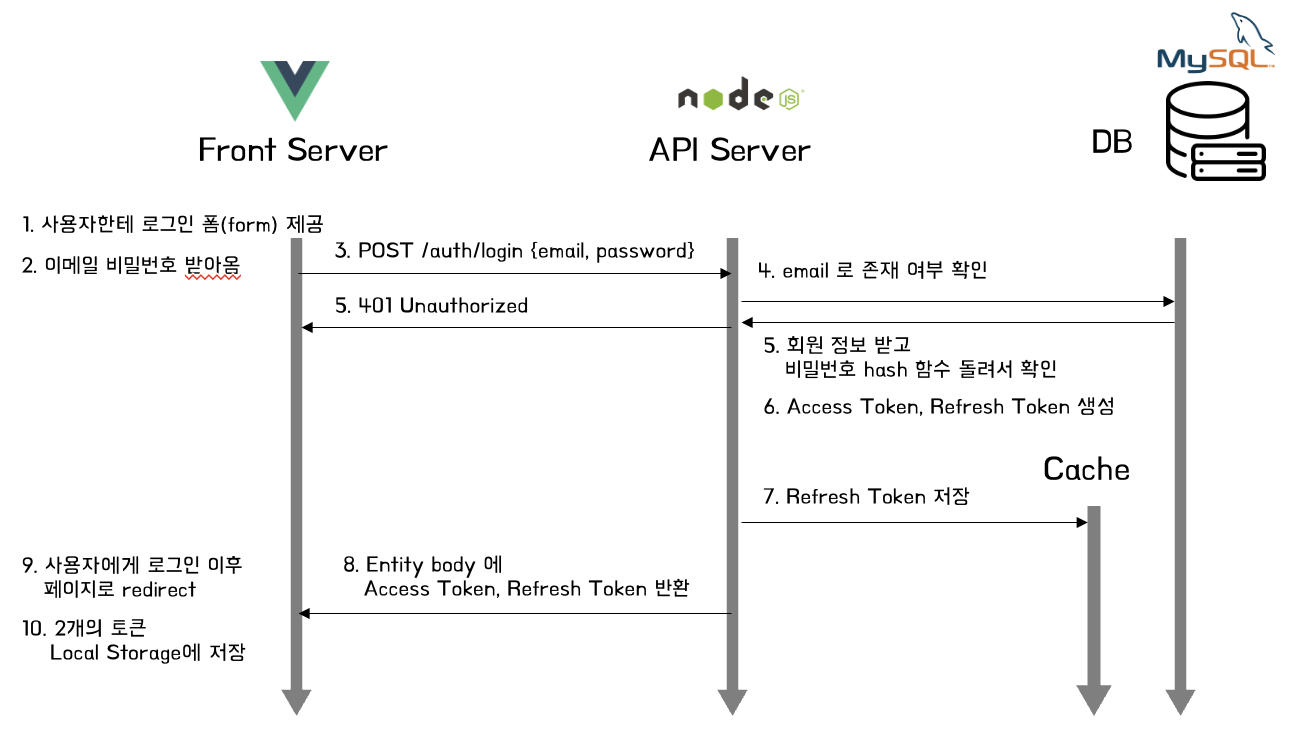 MySQL
node
JS
Front Server
API Server
DB
1. 사용자한테 로그인 폼(form) 제공
2. 이메일 비밀번호 받아옴
3. POST /auth/login {email, password}
4. email 로 존재 여부 확인
5. 401 Unauthorized
5. 회원 정보 받고
비밀번호 hash 함수 돌려서 확인
6. Access Token, Refresh Token 생성
Cache
7. Refresh Token 저장
8. Entity body 에
Access Token, Refresh Token 반환
9. 사용자에게 로그인 이후
페이지로 redirect
10. 2개의 토큰
Local Storage에 저장